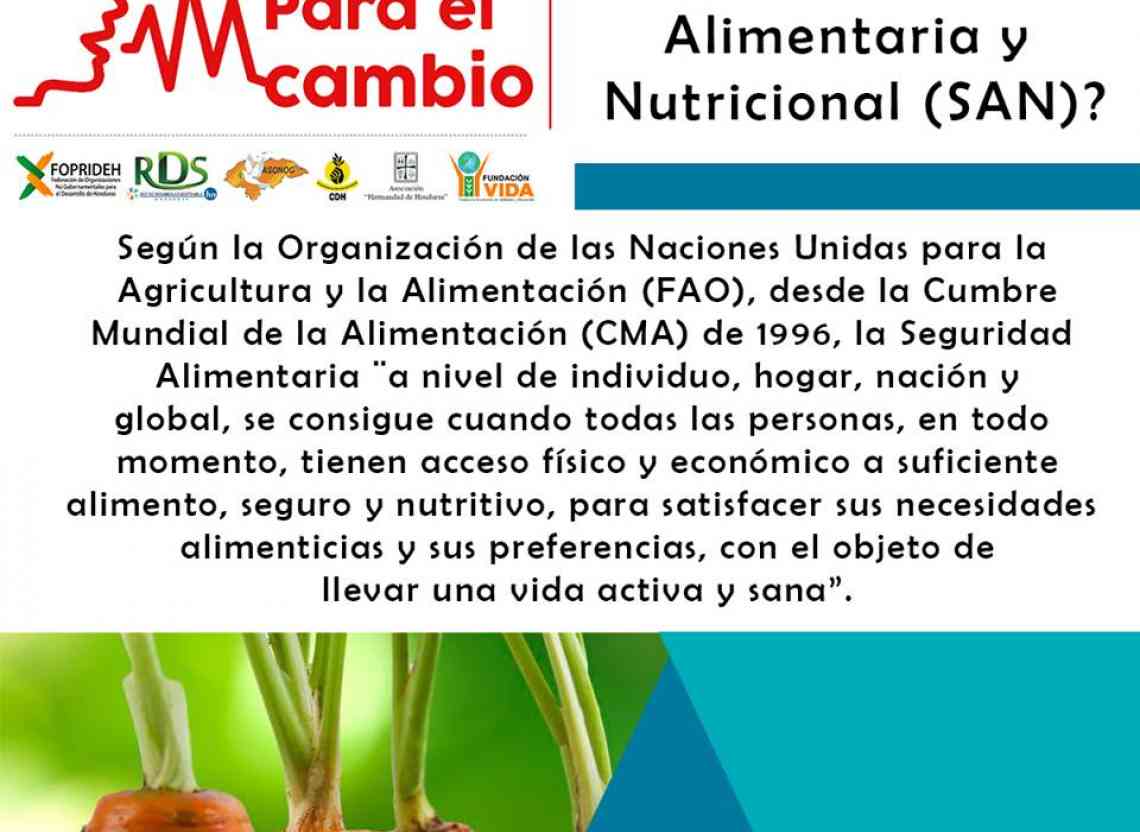 Para el
cambio
Alimentaria y
Nutricional (SAN)?
FOPRIDEH
Federación de Organizaciones
No Gubernamentales para
el Desarrollo de Honduras
RDS
hn
ASONOG
CDH
Asociación
"Hermandad de Honduras"
FUNDACIÓN
VIDA
Según la Organización de las Naciones Unidas para la
Agricultura y la Alimentación (FAO), desde la Cumbre
Mundial de la Alimentación (CMA) de 1996, la Seguridad
Alimentaria ¨a nivel de individuo, hogar, nación y
global, se consigue cuando todas las personas, en todo
momento, tienen acceso físico y económico a suficiente
alimento, seguro y nutritivo, para satisfacer sus necesidades
alimenticias y sus preferencias, con el objeto de
llevar una vida activa y sana”.